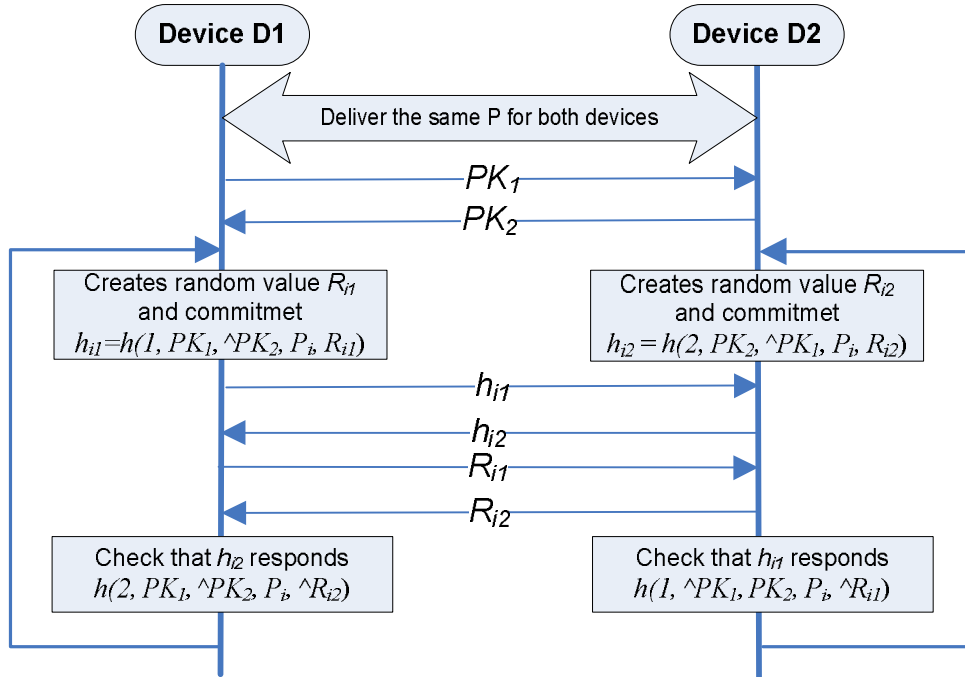 Device D1
Device D2
Deliver the same P for both devices
PK1
PK2
Creates random value Ri1
and commitmet
hi1=h(1, PK1, ^PK2, Pi, Ri1)
Creates random value Ri2
and commitmet
hi2 = h(2, PK2, ^PK1, Pi, Ri2)
hi1
hi2
Ri1
Ri2
Check that hi2 responds
h(2, PK1, ^PK2, Pi, ^Ri2)
Check that hi1 responds
h(1, ^PK1, PK2, Pi, ^Ri1)